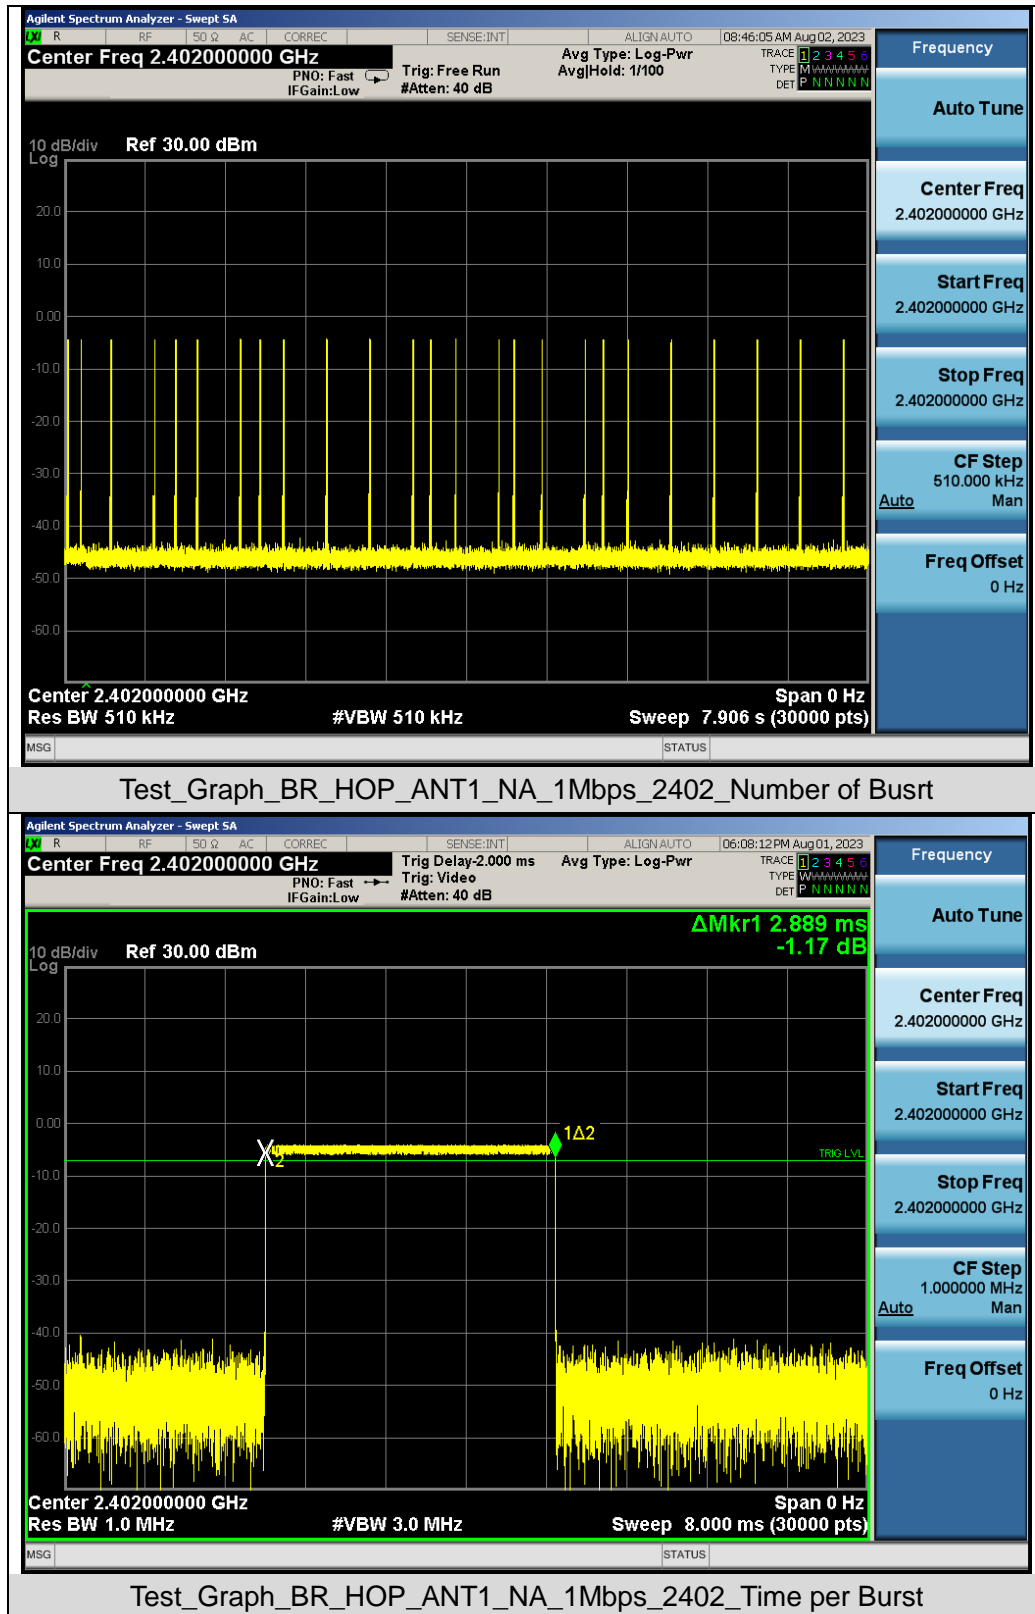 Agilent Spectrum Analyzer - Swept SA
LXI R RF 50 Ω AC CORREC SENSE:INT ALIGN AUTO 08:46:05 AM Aug 02, 2023
Center Freq 2.402000000 GHz
PNO: Fast
IFGain:Low
Trig: Free Run
#Atten: 40 dB
Avg Type: Log-Pwr
Avg|Hold: 1/100
TRACE 1 2 3 4 5 6
TYPE M WWWWW
DET P N N N N N
10 dB/div Ref 30.00 dBm
Log
20.0
10.0
0.00
-10.0
-20.0
-30.0
-40.0
-50.0
-60.0
Center 2.402000000 GHz Span 0 Hz
Res BW 510 kHz #VBW 510 kHz Sweep 7.906 s (30000 pts)
MSG STATUS
Frequency
Auto Tune
Center Freq
2.402000000 GHz
Start Freq
2.402000000 GHz
Stop Freq
2.402000000 GHz
CF Step
510.000 kHz
Auto Man
Freq Offset
0 Hz
Test_Graph_BR_HOP_ANT1_NA_1Mbps_2402_Number of Busrt
Agilent Spectrum Analyzer - Swept SA
LXI R RF 50 Ω AC CORREC SENSE:INT ALIGN AUTO 06:08:12 PM Aug 01, 2023
Center Freq 2.402000000 GHz
PNO: Fast
IFGain:Low
Trig Delay-2.000 ms
Trig: Video
#Atten: 40 dB
Avg Type: Log-Pwr
TRACE 1 2 3 4 5 6
TYPE WWWWWW
DET P N N N N N
ΔMkr1 2.889 ms
-1.17 dB
10 dB/div Ref 30.00 dBm
Log
20.0
10.0
0.00
-10.0
-20.0
-30.0
-40.0
-50.0
-60.0
1Δ2
X2
TRIG LVL
Center 2.402000000 GHz Span 0 Hz
Res BW 1.0 MHz #VBW 3.0 MHz Sweep 8.000 ms (30000 pts)
MSG STATUS
Frequency
Auto Tune
Center Freq
2.402000000 GHz
Start Freq
2.402000000 GHz
Stop Freq
2.402000000 GHz
CF Step
1.000000 MHz
Auto Man
Freq Offset
0 Hz
Test_Graph_BR_HOP_ANT1_NA_1Mbps_2402_Time per Burst